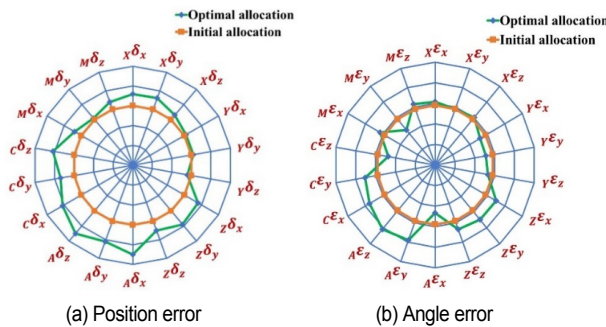 Optimal allocation
Initial allocation
Xδx
Xδy
Xδz
Yδx
Yδy
Yδz
Zδx
Zδy
Zδz
Aδx
Aδy
Aδz
Cδx
Cδy
Cδz
Mδx
Mδy
Mδz
(a) Position error
Optimal allocation
Initial allocation
Xεx
Xεy
Xεz
Yεx
Yεy
Yεz
Zεx
Zεy
Zεz
Aεx
Aεy
Aεz
Cεx
Cεy
Cεz
Mεx
Mεy
Mεz
(b) Angle error